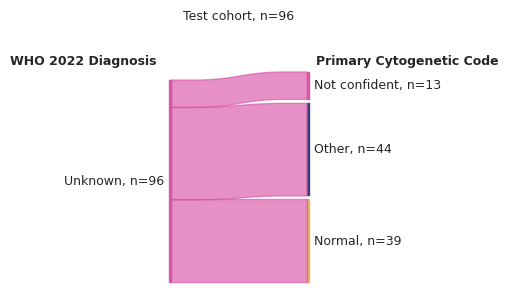 Test cohort, n=96
WHO 2022 Diagnosis
Primary Cytogenetic Code
Not confident, n=13
Other, n=44
Unknown, n=96
Normal, n=39